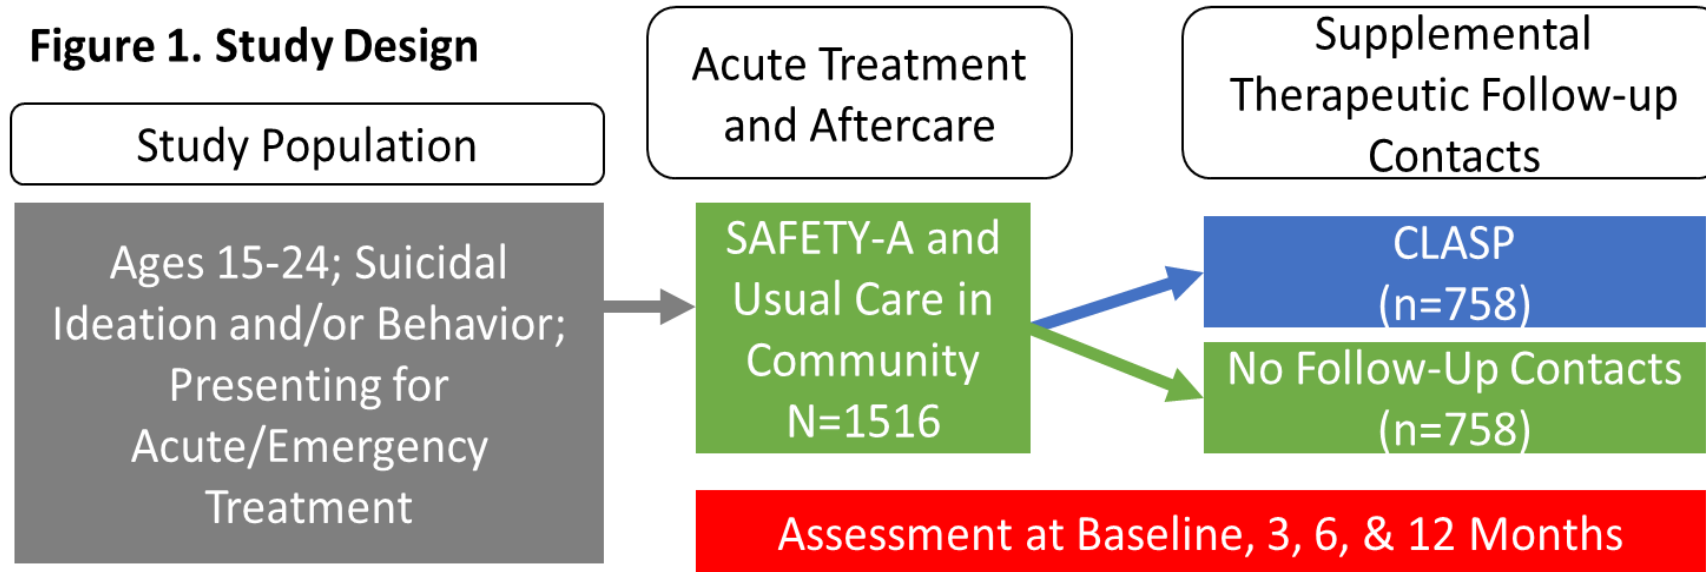 Figure 1. Study Design
Study Population
Ages 15-24; Suicidal
Ideation and/or Behavior;
Presenting for
Acute/Emergency
Treatment
Acute Treatment
and Aftercare
SAFETY-A and
Usual Care in
Community
N=1516
Supplemental
Therapeutic Follow-up
Contacts
CLASP
(n=758)
No Follow-Up Contacts
(n=758)
Assessment at Baseline, 3, 6, & 12 Months